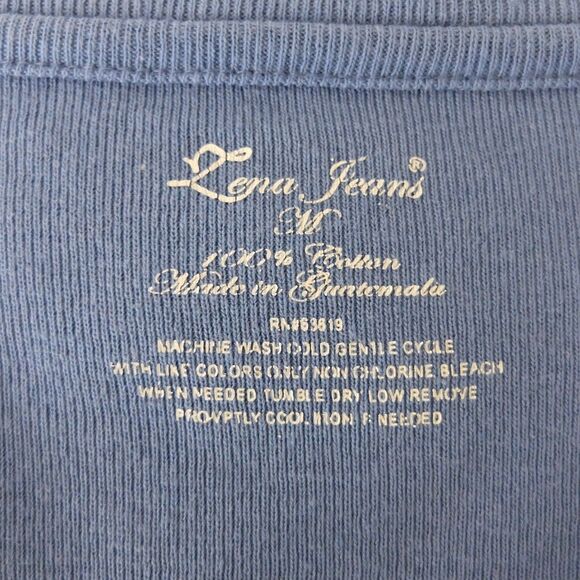 Zena Jeans®
M
100% Cotton
Made in Guatemala
RN#63619
MACHINE WASH COLD GENTLE CYCLE
WITH LIKE COLORS ONLY NON CHLORINE BLEACH
WHEN NEEDED TUMBLE DRY LOW REMOVE
PROMPTLY COOL IRON IF NEEDED